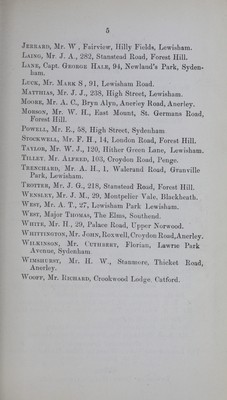 5
JERRARD, Mr. W , Fairview, Hilly Fields, Lewisham.
LAING, Mr. J. A., 282, Stanstead Road, Forest Hill.
LANE, Capt. GEORGE HALE, 94, Newland's Park, Syden-
ham.
LUCK, Mr. MARK S , 91, Lewisham Road.
MATTHIAS, Mr. J. J., 238, High Street, Lewisham.
MOORE, Mr. A. C., Bryn Alyn, Anerley Road, Anerley.
MORSON, Mr. W. H., East Mount, St. Germans Road,
Forest Hill.
POWELL, Mr. E., 58, High Street, Sydenham
STOCKWELL, Mr. F. H , 14, London Road, Forest Hill.
TAYLOR, Mr. W. J., 120, Hither Green Lane, Lewisham.
TILLEY, Mr. ALFRED, 103, Croydon Road, Penge.
TRENCHARD, Mr. A. H., 1, Walerand Road, Granville
Park, Lewisham.
TROTTER, Mr. J. G., 218, Stanstead Road, Forest Hill.
WENSLEY, Mr. J. M., 29, Montpelier Vale, Blackheath.
WEST, Mr. A. T., 27, Lewisham Park Lewisham.
WEST, Major THOMAS, The Elms, Southend.
WHITE, Mr. H , 29, Palace Road, Upper Norwood.
WHITTINGTON, Mr. JOHN, Roxwell, Croydon Road, Anerley.
WILKINSON, Mr. CUTHBERT, Florian, Lawrie Park
Avenue, Sydenham
WIMSHURST, Mr. H. W., Stanmore, Thicket Road,
Anerley.
WOOFF, Mr. RICHARD, Crookwood Lodge. Catford.